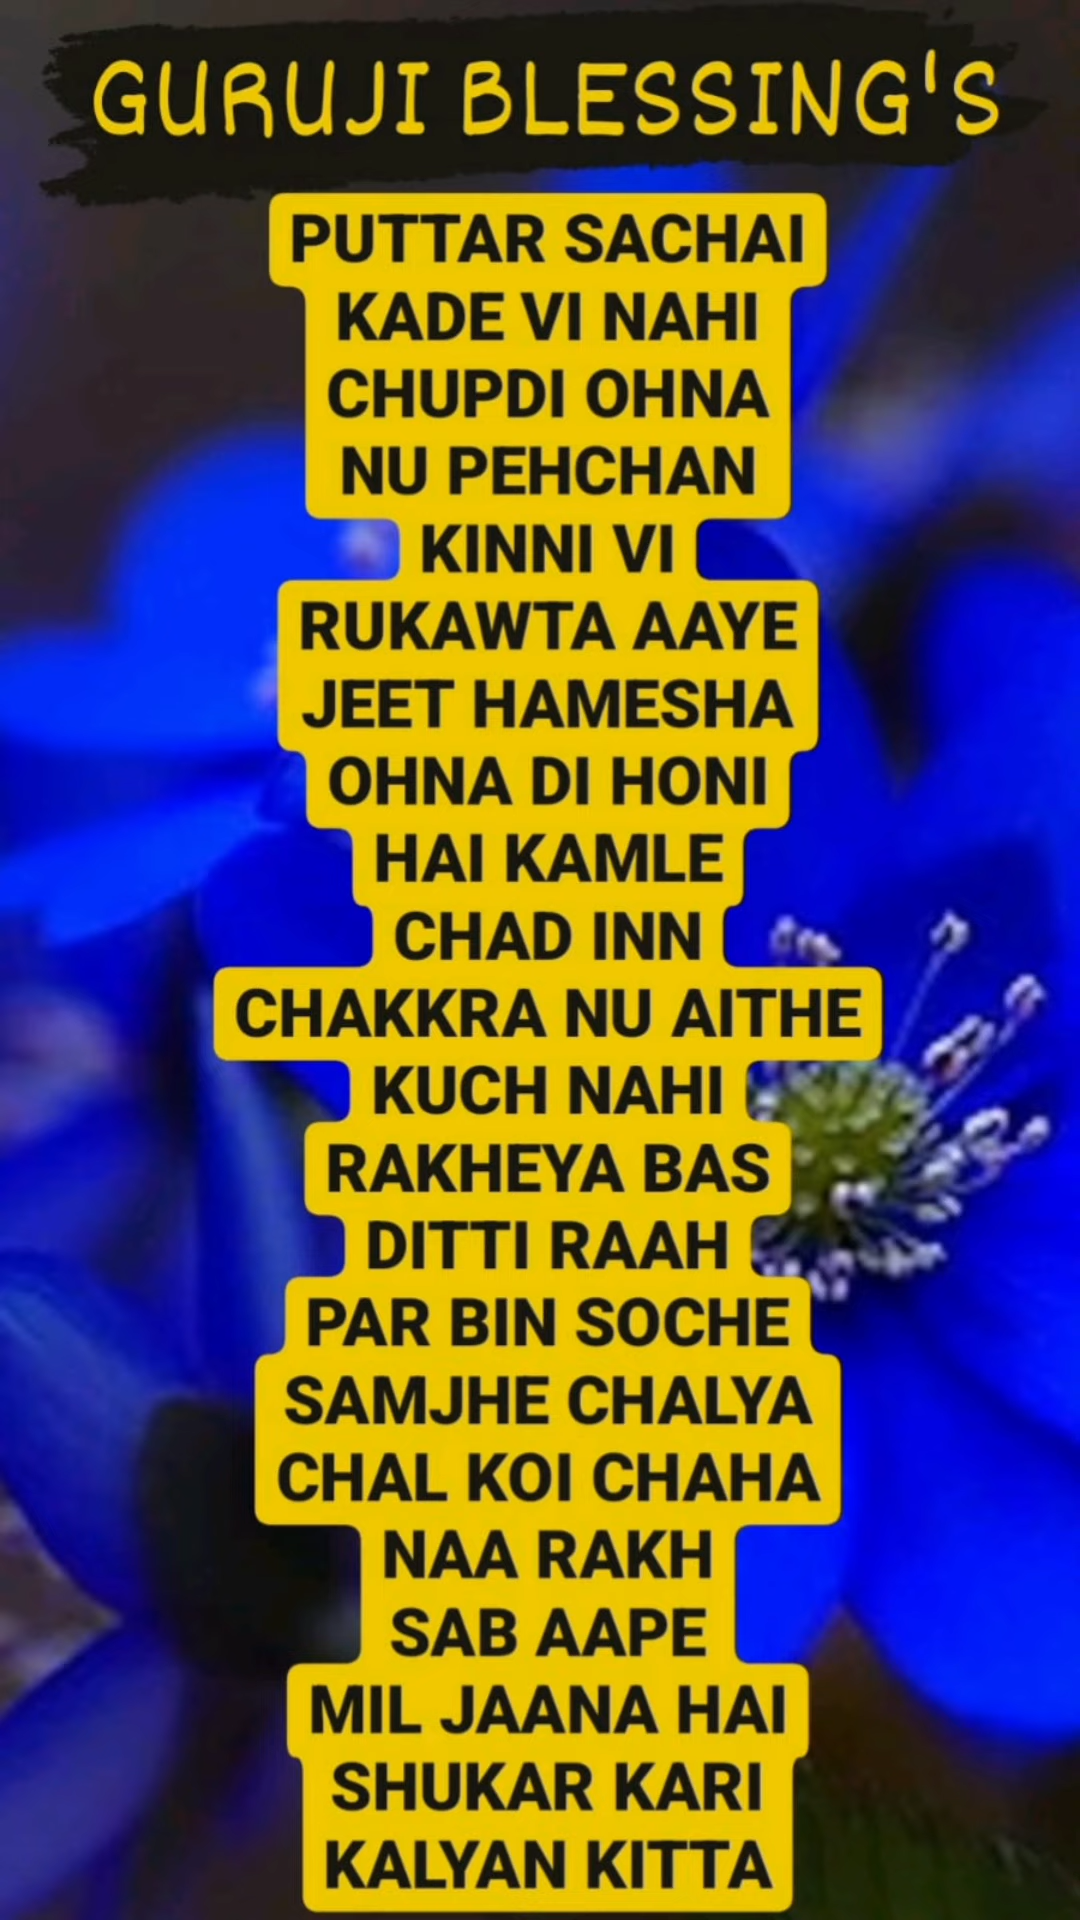 GURUJI BLESSING'S
PUTTAR SACHAI
KADE VI NAHI
CHUPDI OHNA
NU PEHCHAN
KINNI VI
RUKAWTA AAYE
JEET HAMESHA
OHNA DI HONI
HAI KAMLE
CHAD INN
CHAKKRA NU AITHE
KUCH NAHI
RAKHEYA BAS
DITTI RAAH
PAR BIN SOCHE
SAMJHE CHALYA
CHAL KOI CHAHA
NAA RAKH
SAB AAPE
MIL JAANA HAI
SHUKAR KARI
KALYAN KITTA